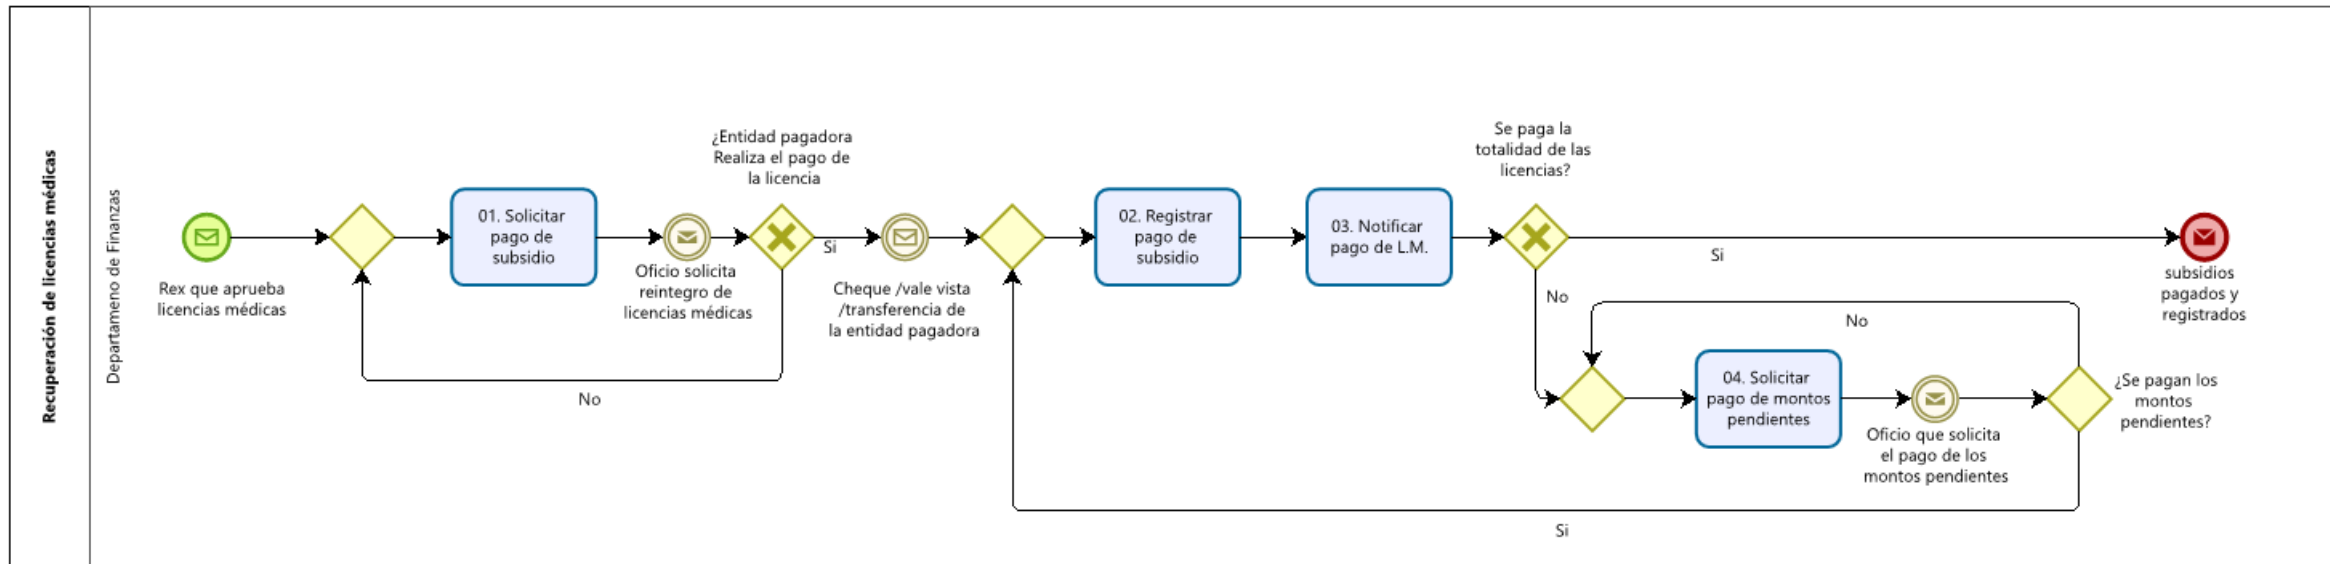 Recuperación de licencias médicas
Departameno de Finanzas
Rex que aprueba
licencias médicas
01. Solicitar
pago de
subsidio
Oficio solicita
reintegro de
licencias médicas
¿Entidad pagadora
Realiza el pago de
la licencia
Si
No
Cheque /vale vista
/transferencia de
la entidad pagadora
02. Registrar
pago de
subsidio
03. Notificar
pago de L.M.
Se paga la
totalidad de las
licencias?
Si
No
subsidios
pagados y
registrados
04. Solicitar
pago de montos
pendientes
Oficio que solicita
el pago de los
montos pendientes
¿Se pagan los
montos
pendientes?
No
Si